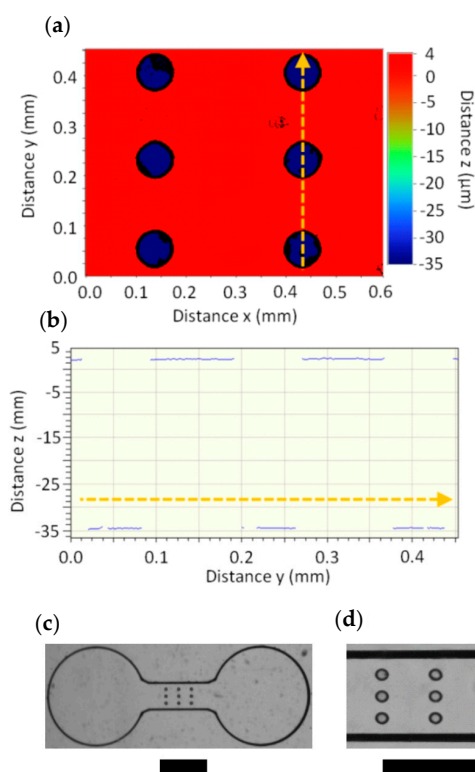 (a)
Distance y (mm)
0.4
0.3
0.2
0.1
0.0
0.0 0.1 0.2 0.3 0.4 0.5 0.6
Distance x (mm)
4
0
-5
-10
-15
-20
-25
-30
-35
Distance z (µm)
(b)
Distance z (mm)
5
-5
-15
-25
-35
0.0 0.1 0.2 0.3 0.4
Distance y (mm)
(c)
(d)